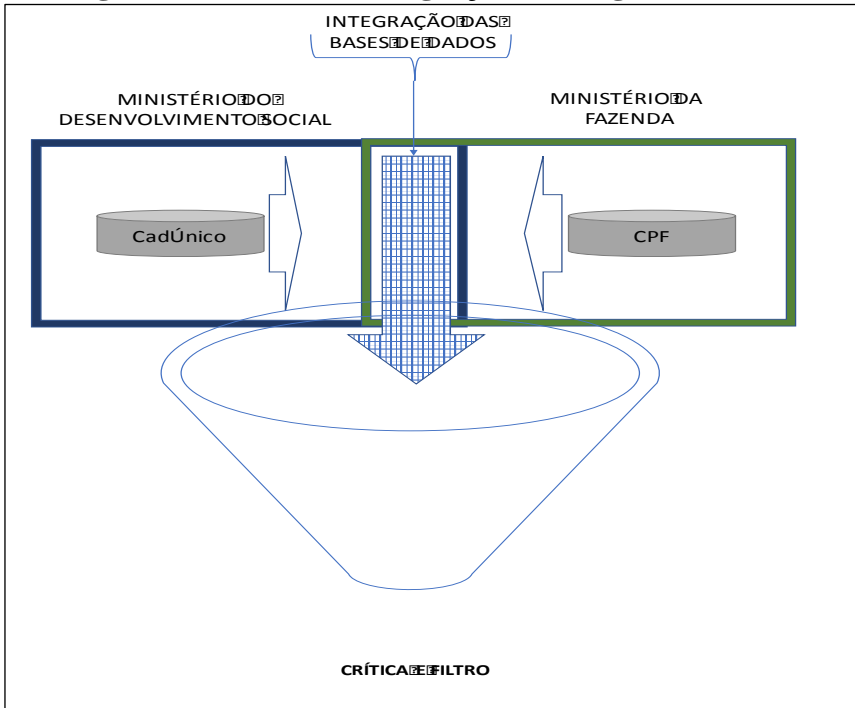 INTEGRAÇÃO DAS
BASES DE DADOS
MINISTÉRIO DO
DESENVOLVIMENTO SOCIAL
MINISTÉRIO DA
FAZENDA
CadÚnico
CPF
CRÍTICA E FILTRO